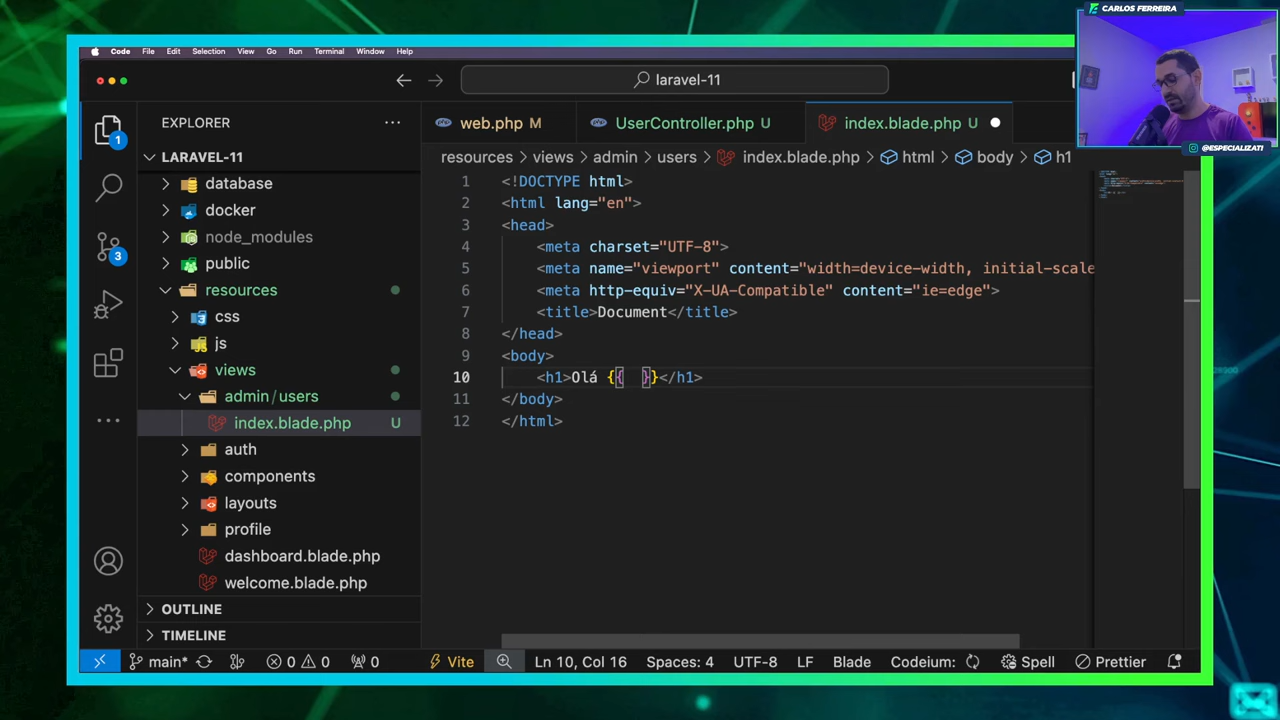 CARLOS FERREIRA
@ESPECIALIZATI
Code File Edit Selection View Go Run Terminal Window Help
laravel-11
EXPLORER
LARAVEL-11
database
docker
node_modules
public
resources
css
js
views
admin/users
index.blade.php U
auth
components
layouts
profile
dashboard.blade.php
welcome.blade.php
OUTLINE
TIMELINE
1
3
web.php M
UserController.php U
index.blade.php U
resources > views > admin > users > index.blade.php > html > body > h1
1 <!DOCTYPE html>
2 <html lang="en">
3 <head>
4 <meta charset="UTF-8">
5 <meta name="viewport" content="width=device-width, initial-scale
6 <meta http-equiv="X-UA-Compatible" content="ie=edge">
7 <title>Document</title>
8 </head>
9 <body>
10 <h1>Olá {{  }}</h1>
11 </body>
12 </html>
main* 0 0 0 Vite Ln 10, Col 16 Spaces: 4 UTF-8 LF Blade Codeium: Spell Prettier